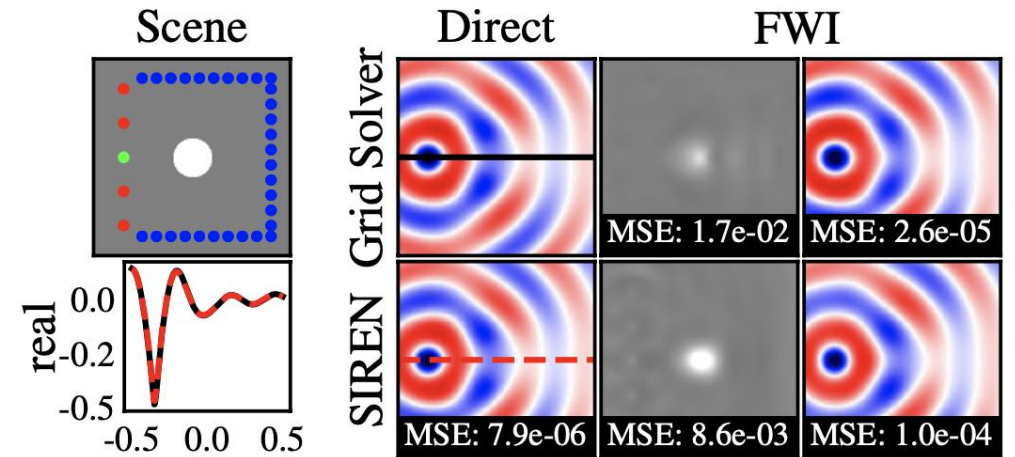 Scene
Direct
FWI
Grid Solver
MSE: 1.7e-02
MSE: 2.6e-05
real
0.0
-0.2
-0.5
-0.5 0.0 0.5
SIREN
MSE: 7.9e-06
MSE: 8.6e-03
MSE: 1.0e-04